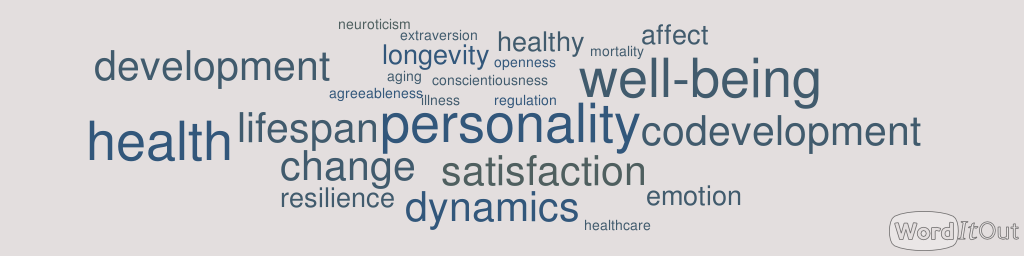 neuroticism
extraversion
affect
healthy
longevity
mortality
development
openness
well-being
aging
conscientiousness
agreeableness
illness
regulation
health
lifespan
personality
codevelopment
change
satisfaction
resilience
emotion
dynamics
healthcare
WordItOut